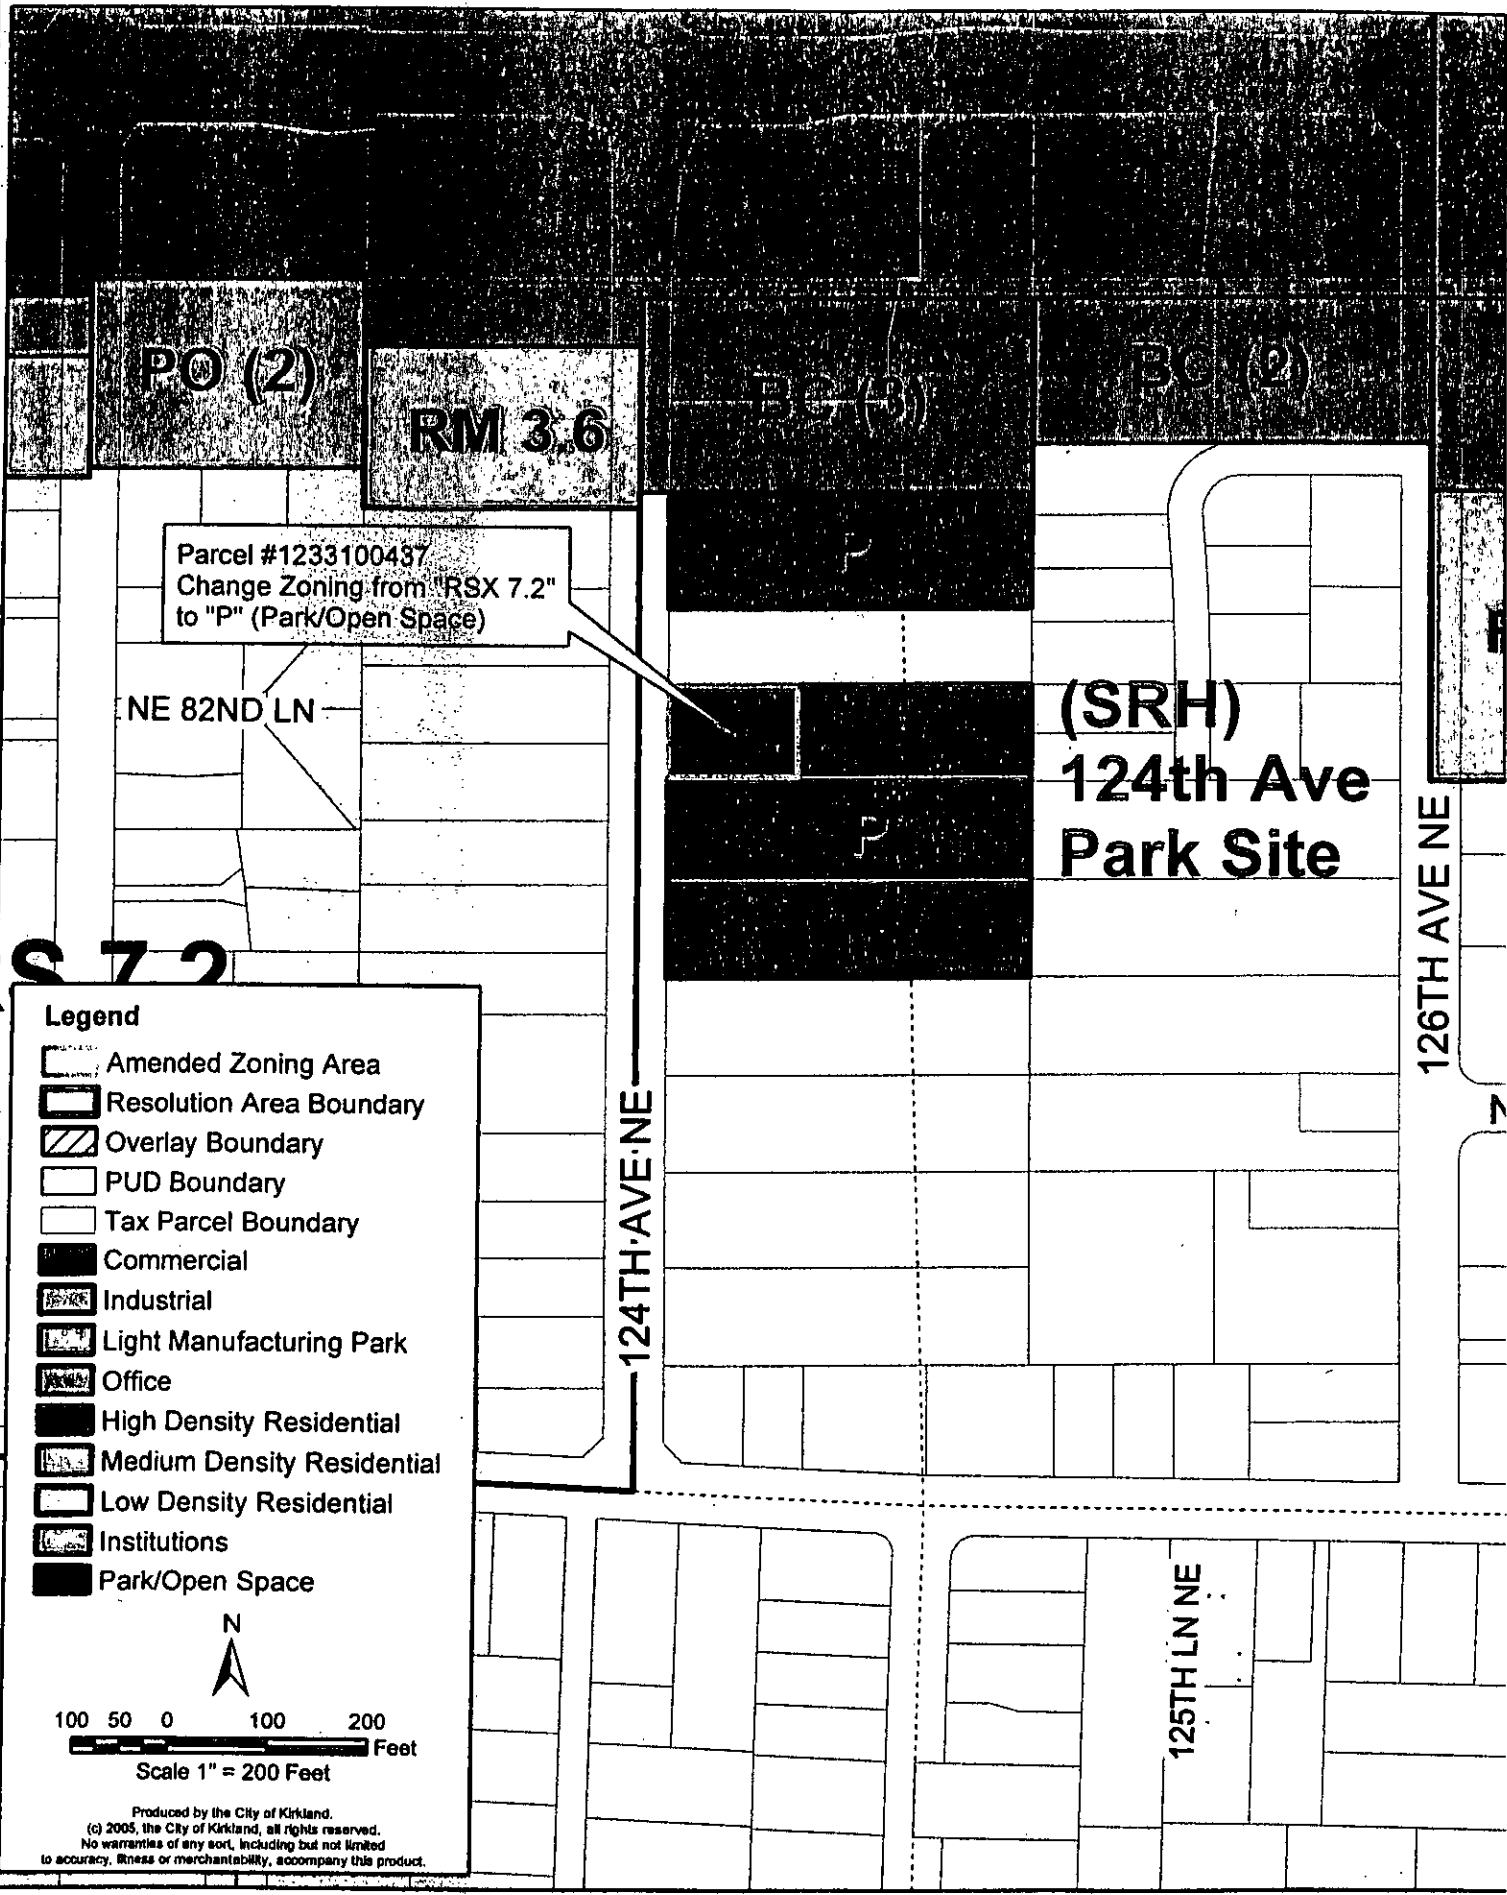 PO (2)
RM 3.6
BC (3)
BC (2)
P
Parcel #1233100437
Change Zoning from "RSX 7.2"
to "P" (Park/Open Space)
NE 82ND LN
(SRH)
124th Ave
Park Site
P
126TH AVE NE
S 7.2
N
124TH AVE NE
125TH LN NE
Legend
Amended Zoning Area
Resolution Area Boundary
Overlay Boundary
PUD Boundary
Tax Parcel Boundary
Commercial
Industrial
Light Manufacturing Park
Office
High Density Residential
Medium Density Residential
Low Density Residential
Institutions
Park/Open Space
N
100 50 0 100 200
Feet
Scale 1" = 200 Feet
Produced by the City of Kirkland.
(c) 2005, the City of Kirkland, all rights reserved.
No warranties of any sort, including but not limited
to accuracy, fitness or merchantability, accompany this product.